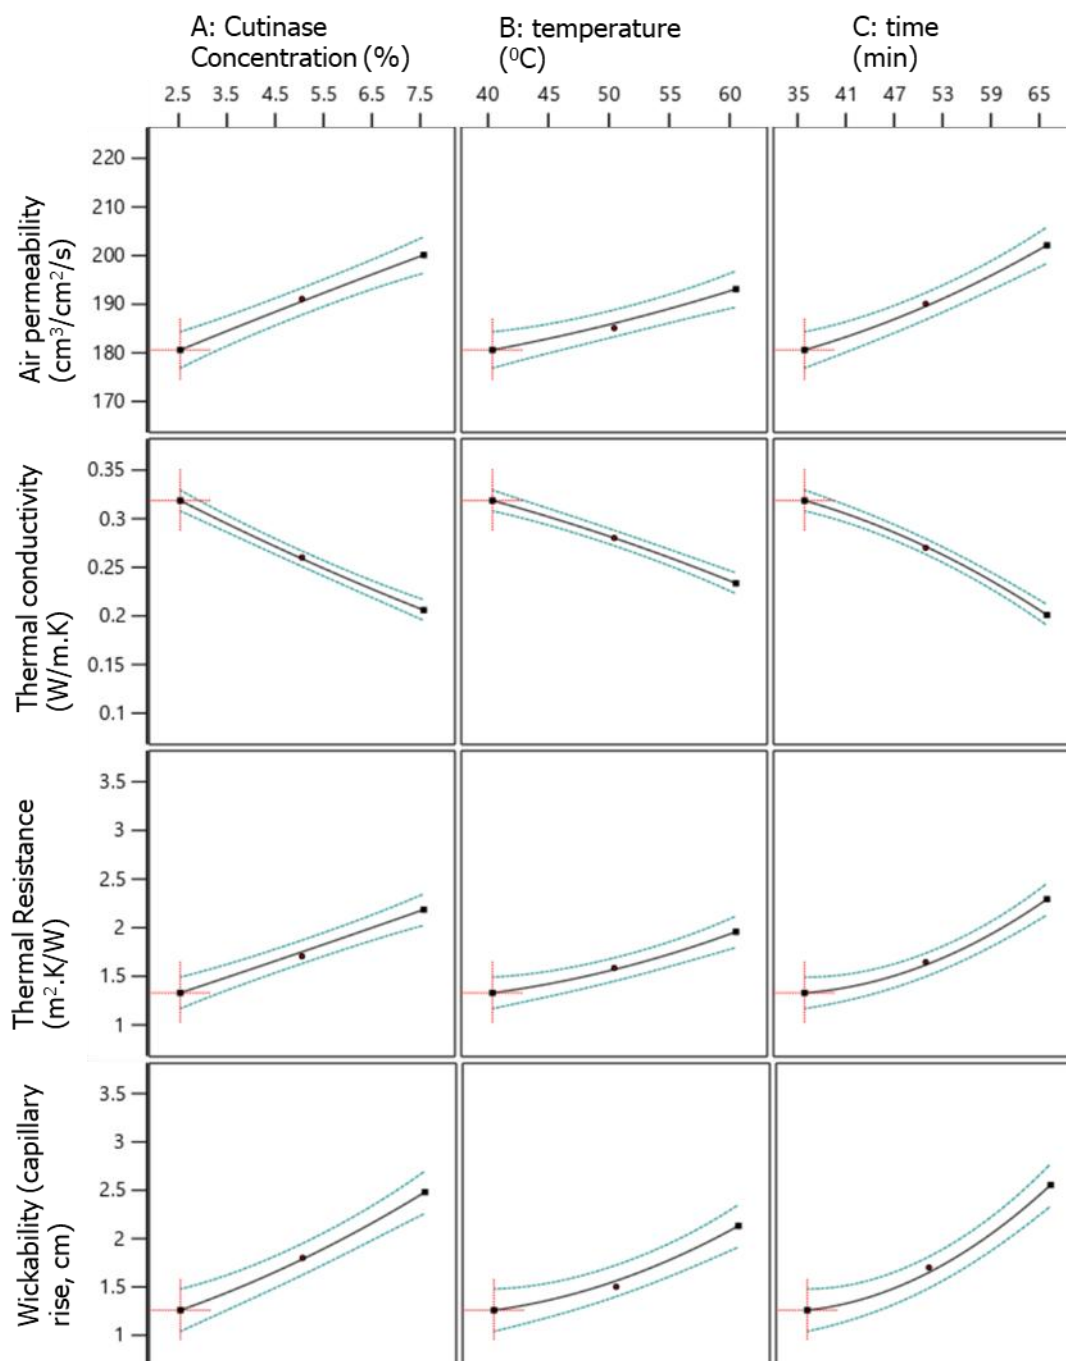 A: Cutinase
Concentration (%)
B: temperature
(⁰C)
C: time
(min)
2.5 3.5 4.5 5.5 6.5 7.5
40 45 50 55 60
35 41 47 53 59 65
Air permeability
(cm³/cm²/s)
220
210
200
190
180
170
Thermal conductivity
(W/m.K)
0.35
0.3
0.25
0.2
0.15
0.1
Thermal Resistance
(m².K/W)
3.5
3
2.5
2
1.5
1
Wickability (capillary
rise, cm)
3.5
3
2.5
2
1.5
1